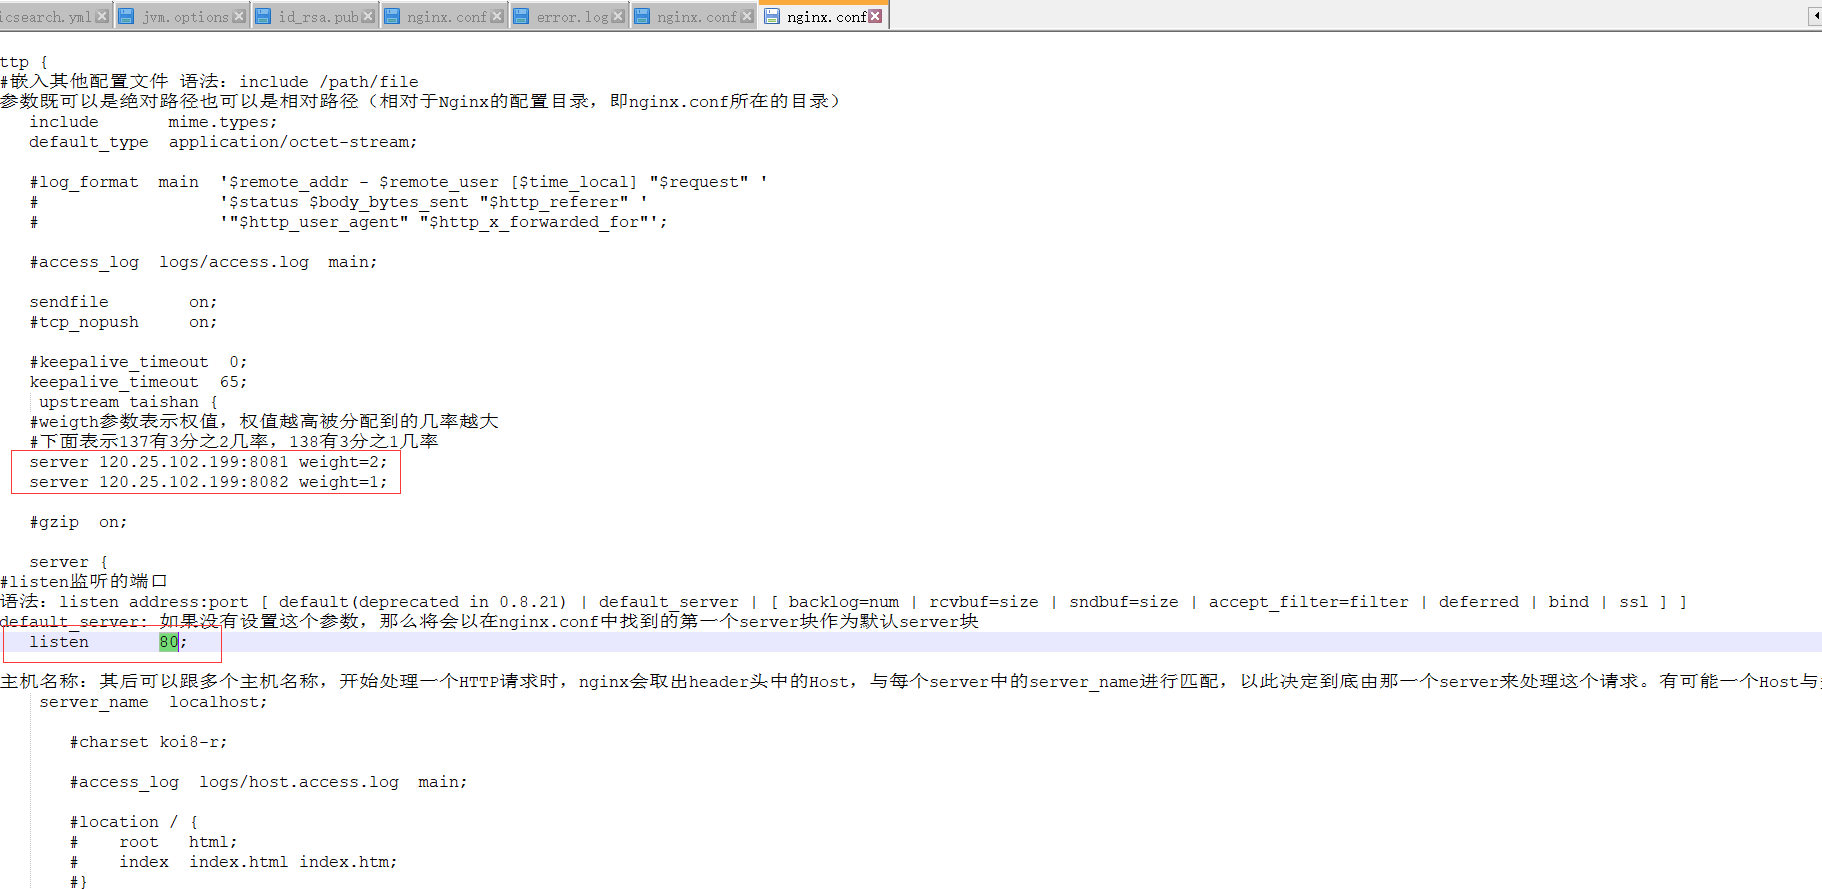 icsearch.yml jvm.options id_rsa.pub nginx.conf error.log nginx.conf nginx.conf
ttp {
#嵌入其他配置文件 语法：include /path/file
参数既可以是绝对路径也可以是相对路径（相对于Nginx的配置目录，即nginx.conf所在的目录）
include       mime.types;
default_type  application/octet-stream;
#log_format  main  '$remote_addr - $remote_user [$time_local] "$request" '
#                  '$status $body_bytes_sent "$http_referer" '
#                  '"$http_user_agent" "$http_x_forwarded_for"';
#access_log  logs/access.log  main;
sendfile        on;
#tcp_nopush     on;
#keepalive_timeout  0;
keepalive_timeout  65;
upstream taishan {
#weigth参数表示权值，权值越高被分配到的几率越大
#下面表示137有3分之2几率，138有3分之1几率
server 120.25.102.199:8081 weight=2;
server 120.25.102.199:8082 weight=1;
#gzip  on;
server {
#listen监听的端口
语法：listen address:port [ default(deprecated in 0.8.21) | default_server | [ backlog=num | rcvbuf=size | sndbuf=size | accept_filter=filter | deferred | bind | ssl ] ]
default_server: 如果没有设置这个参数，那么将会以在nginx.conf中找到的第一个server块作为默认server块
listen       80;
主机名称：其后可以跟多个主机名称，开始处理一个HTTP请求时，nginx会取出header头中的Host，与每个server中的server_name进行匹配，以此决定到底由那一个server来处理这个请求。有可能一个Host与
server_name  localhost;
#charset koi8-r;
#access_log  logs/host.access.log  main;
#location / {
#    root   html;
#    index  index.html index.htm;
#}